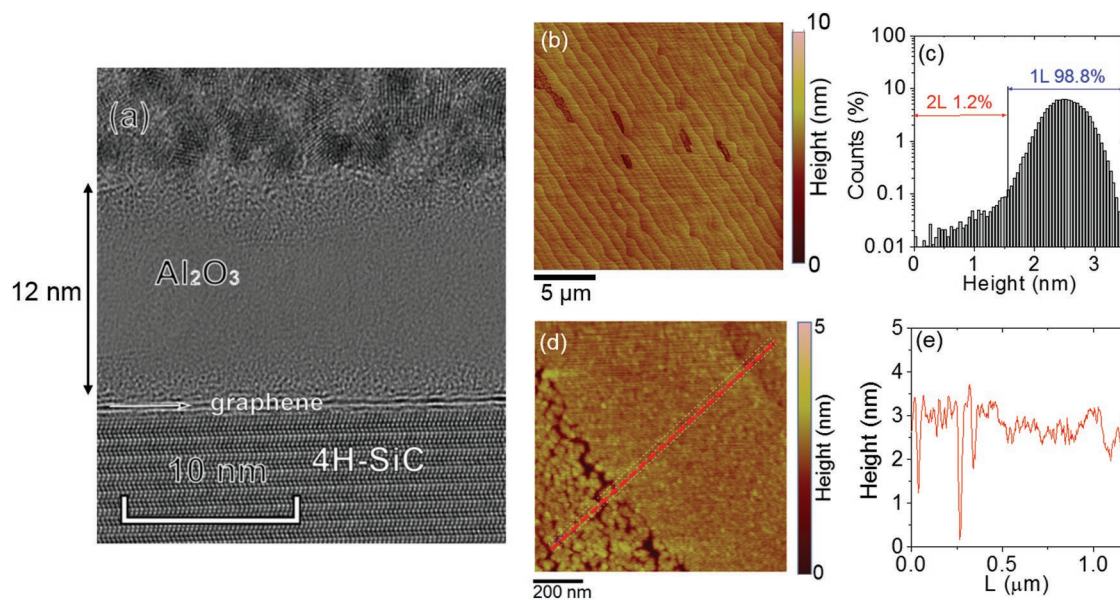 (a)
12 nm
Al₂O₃
graphene
4H-SiC
10 nm
(b)
10
Height (nm)
0
5 µm
(c)
100
10
1
0.1
0.01
Counts (%)
2L 1.2%
1L 98.8%
0 1 2 3
Height (nm)
(d)
5
Height (nm)
0
200 nm
(e)
5
4
3
2
1
0
Height (nm)
0.0 0.5 1.0
L (µm)